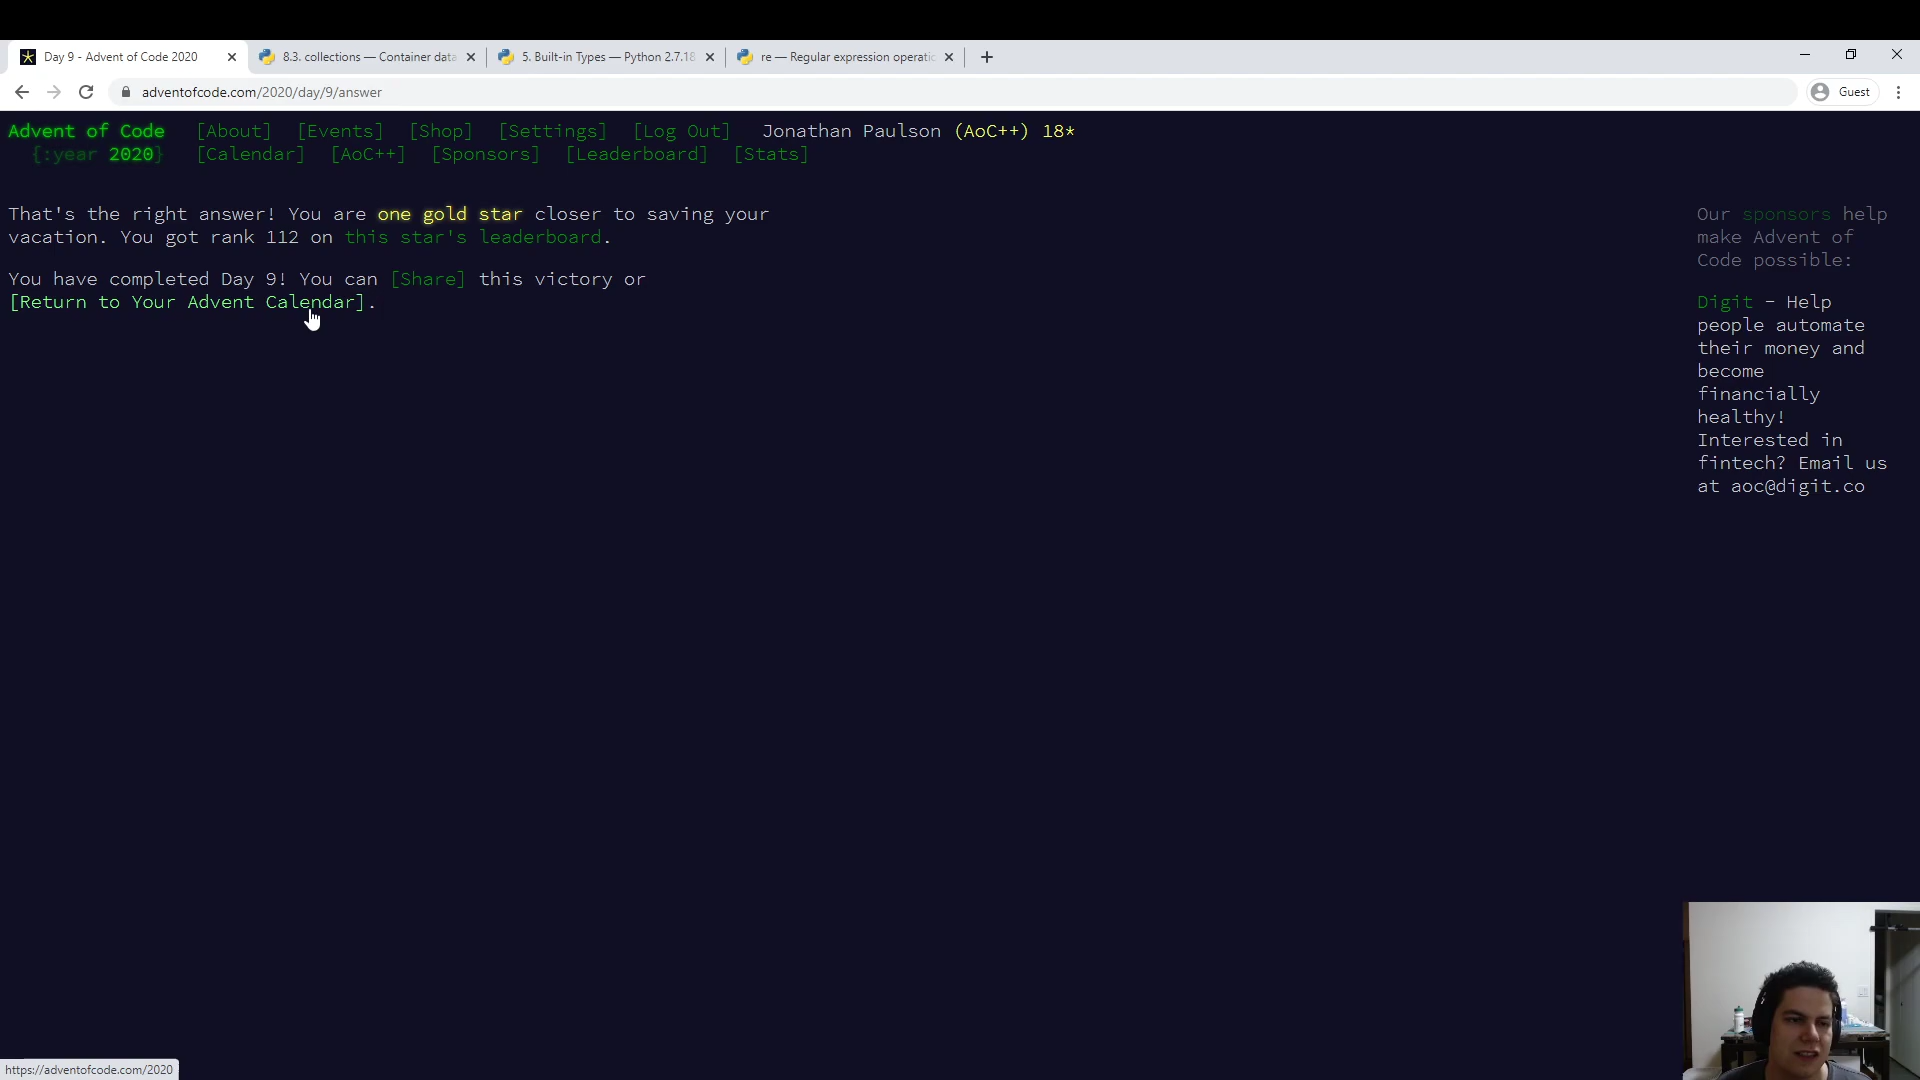 Day 9 - Advent of Code 2020
8.3. collections — Container data
5. Built-in Types — Python 2.7.18
re — Regular expression operatic
adventofcode.com/2020/day/9/answer
Guest
Advent of Code [About] [Events] [Shop] [Settings] [Log Out] Jonathan Paulson (AoC++) 18*
{:year 2020} [Calendar] [AoC++] [Sponsors] [Leaderboard] [Stats]
That's the right answer! You are one gold star closer to saving your
vacation. You got rank 112 on this star's leaderboard.
You have completed Day 9! You can [Share] this victory or
[Return to Your Advent Calendar].
Our sponsors help
make Advent of
Code possible:
Digit - Help
people automate
their money and
become
financially
healthy!
Interested in
fintech? Email us
at aoc@digit.co
https://adventofcode.com/2020